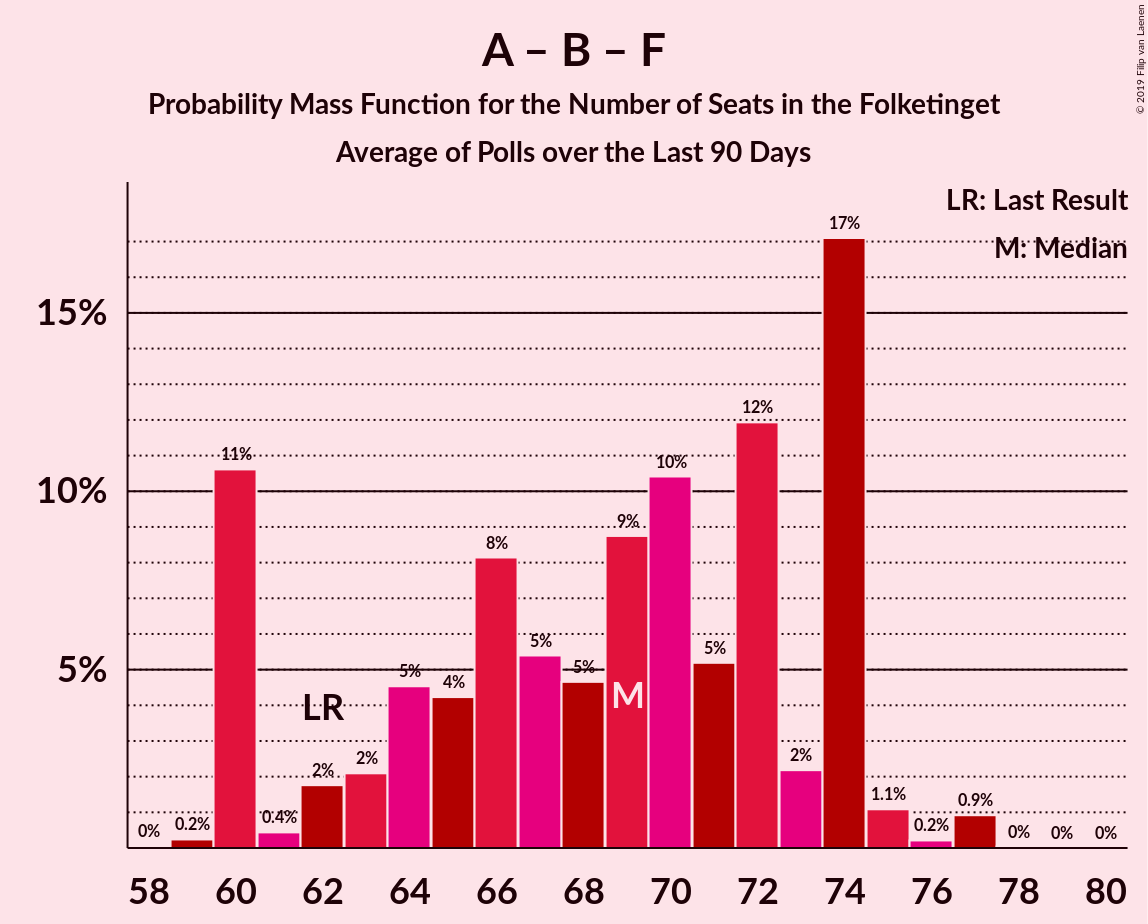 A – B – F
Probability Mass Function for the Number of Seats in the Folketinget
Average of Polls over the Last 90 Days
© 2019 Filip van Laenen
LR: Last Result
M: Median
15%
10%
5%
0%
0.2%
11%
0.4%
2%
2%
5%
4%
8%
5%
5%
9%
10%
5%
12%
2%
17%
1.1%
0.2%
0.9%
0%
0%
0%
LR
M
58 60 62 64 66 68 70 72 74 76 78 80